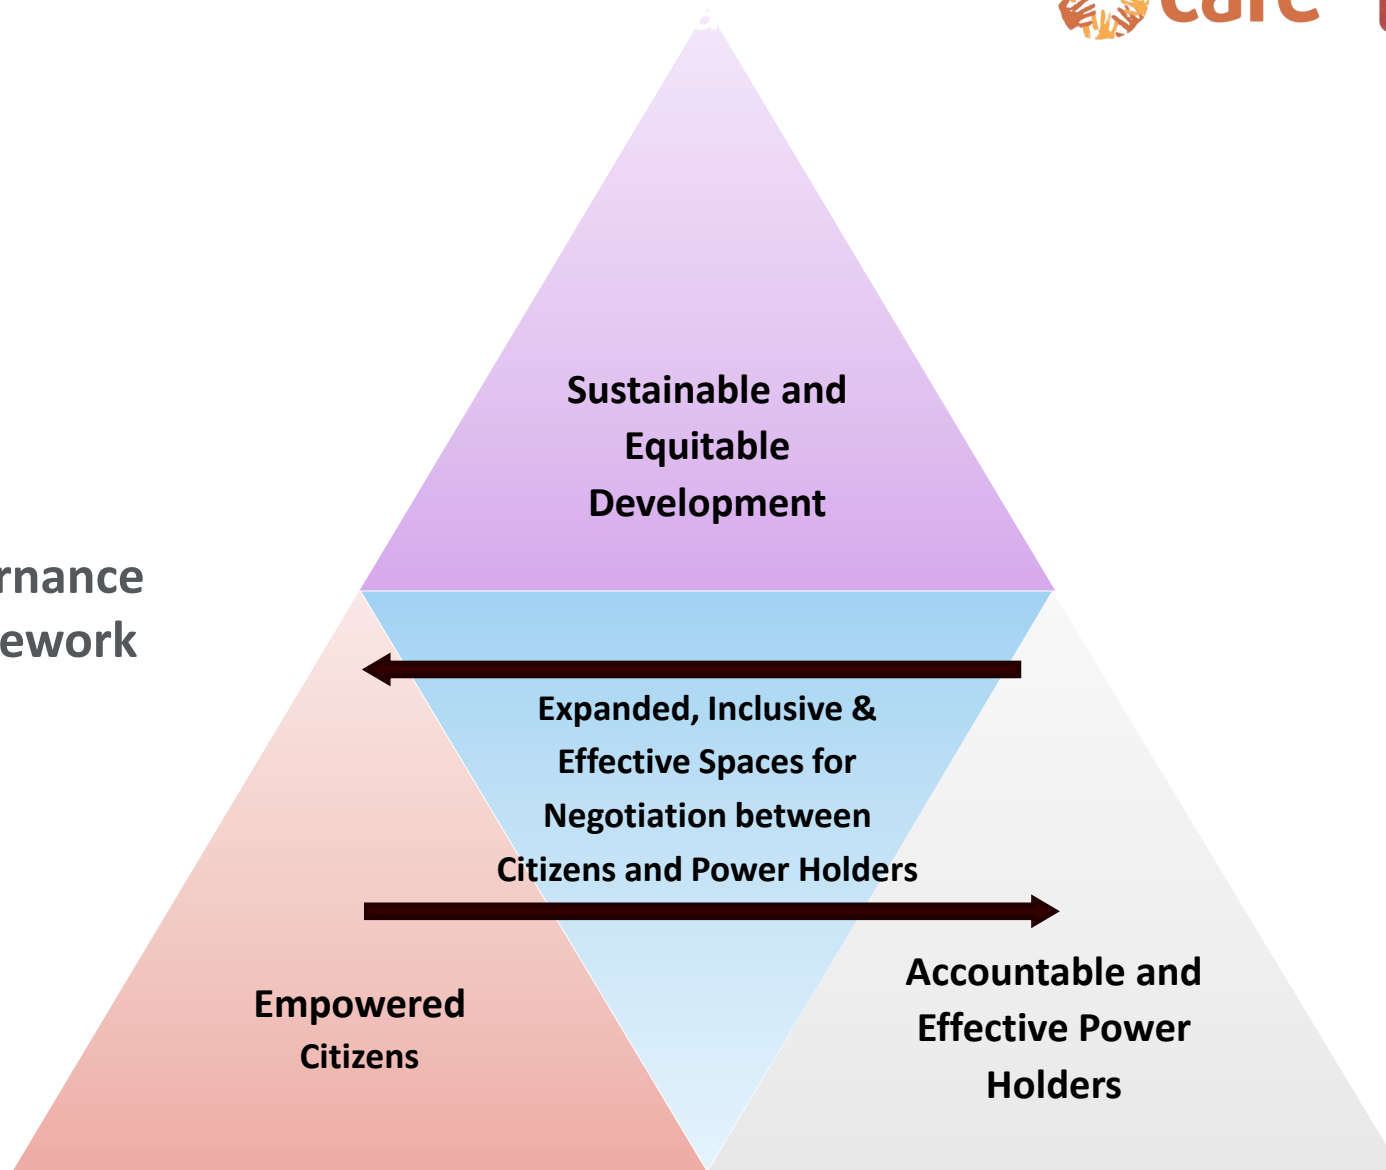 care
Sustainable and
Equitable
Development
rnance
ework
Expanded, Inclusive &
Effective Spaces for
Negotiation between
Citizens and Power Holders
Empowered
Citizens
Accountable and
Effective Power
Holders